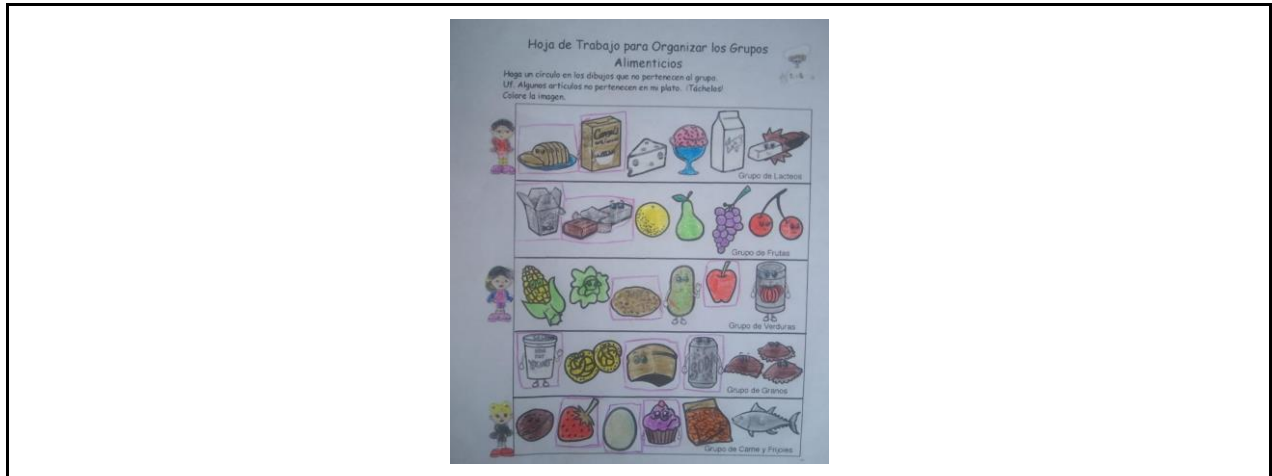 Hoja de Trabajo para Organizar los Grupos
Alimenticios
Haga un círculo en los dibujos que no pertenecen al grupo.
Uf. Algunos artículos no pertenecen en mi plato. ¡Táchelos!
Colore la imagen.
Grupo de Lacteos
Grupo de Frutas
Grupo de Verduras
YOGURT
Grupo de Granos
Grupo de Carne y Frijoles